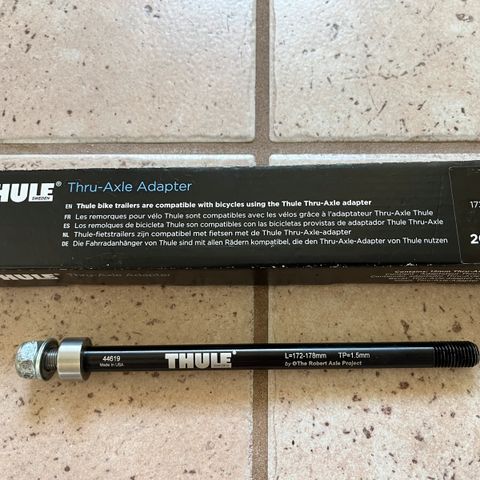 THULE® Thru-Axle Adapter
SWEDEN
EN Thule bike trailers are compatible with bicycles using the Thule Thru-Axle adapter
FR Les remorques pour vélo Thule sont compatibles avec les vélos grâce à l'adaptateur Thru-Axle Thule
ES Los remolques de bicicleta Thule son compatibles con las bicicletas provistas de adaptador Thru-Axle Thule
NL Thule-fietstrailers zijn compatibel met fietsen met de Thule Thru-Axle-adapter
DE Die Fahrradanhänger von Thule sind mit allen Rädern kompatibel, die den Thru-Axle-Adapter von Thule nutzen
THULE® Thru-Axle Adapter
44619
Made in USA
THULE
L=172-178mm TP=1.5mm
by ©The Robert Axle Project